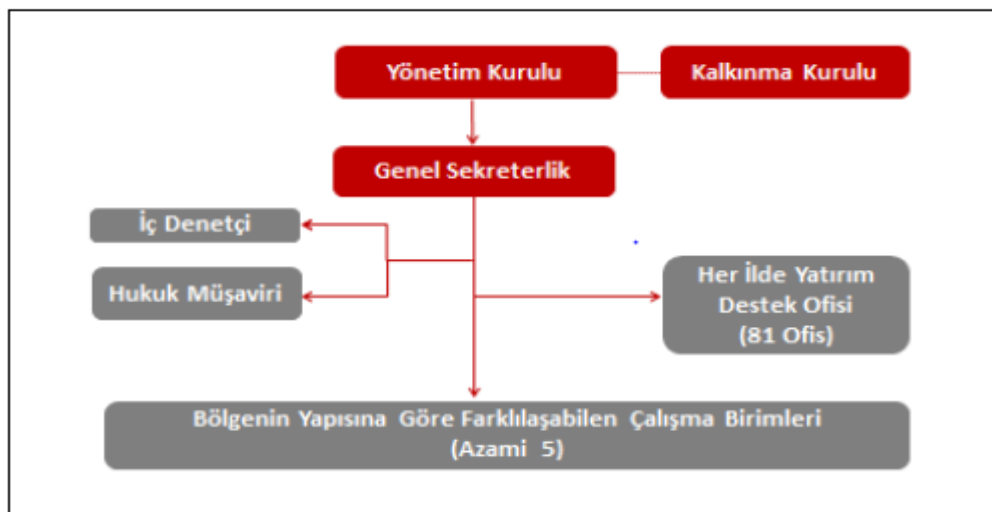 Yönetim Kurulu
Kalkınma Kurulu
Genel Sekreterlik
İç Denetçi
Hukuk Müşaviri
Her İlde Yatırım
Destek Ofisi
(81 Ofis)
Bölgenin Yapısına Göre Farklılaşabilen Çalışma Birimleri
(Azami 5)